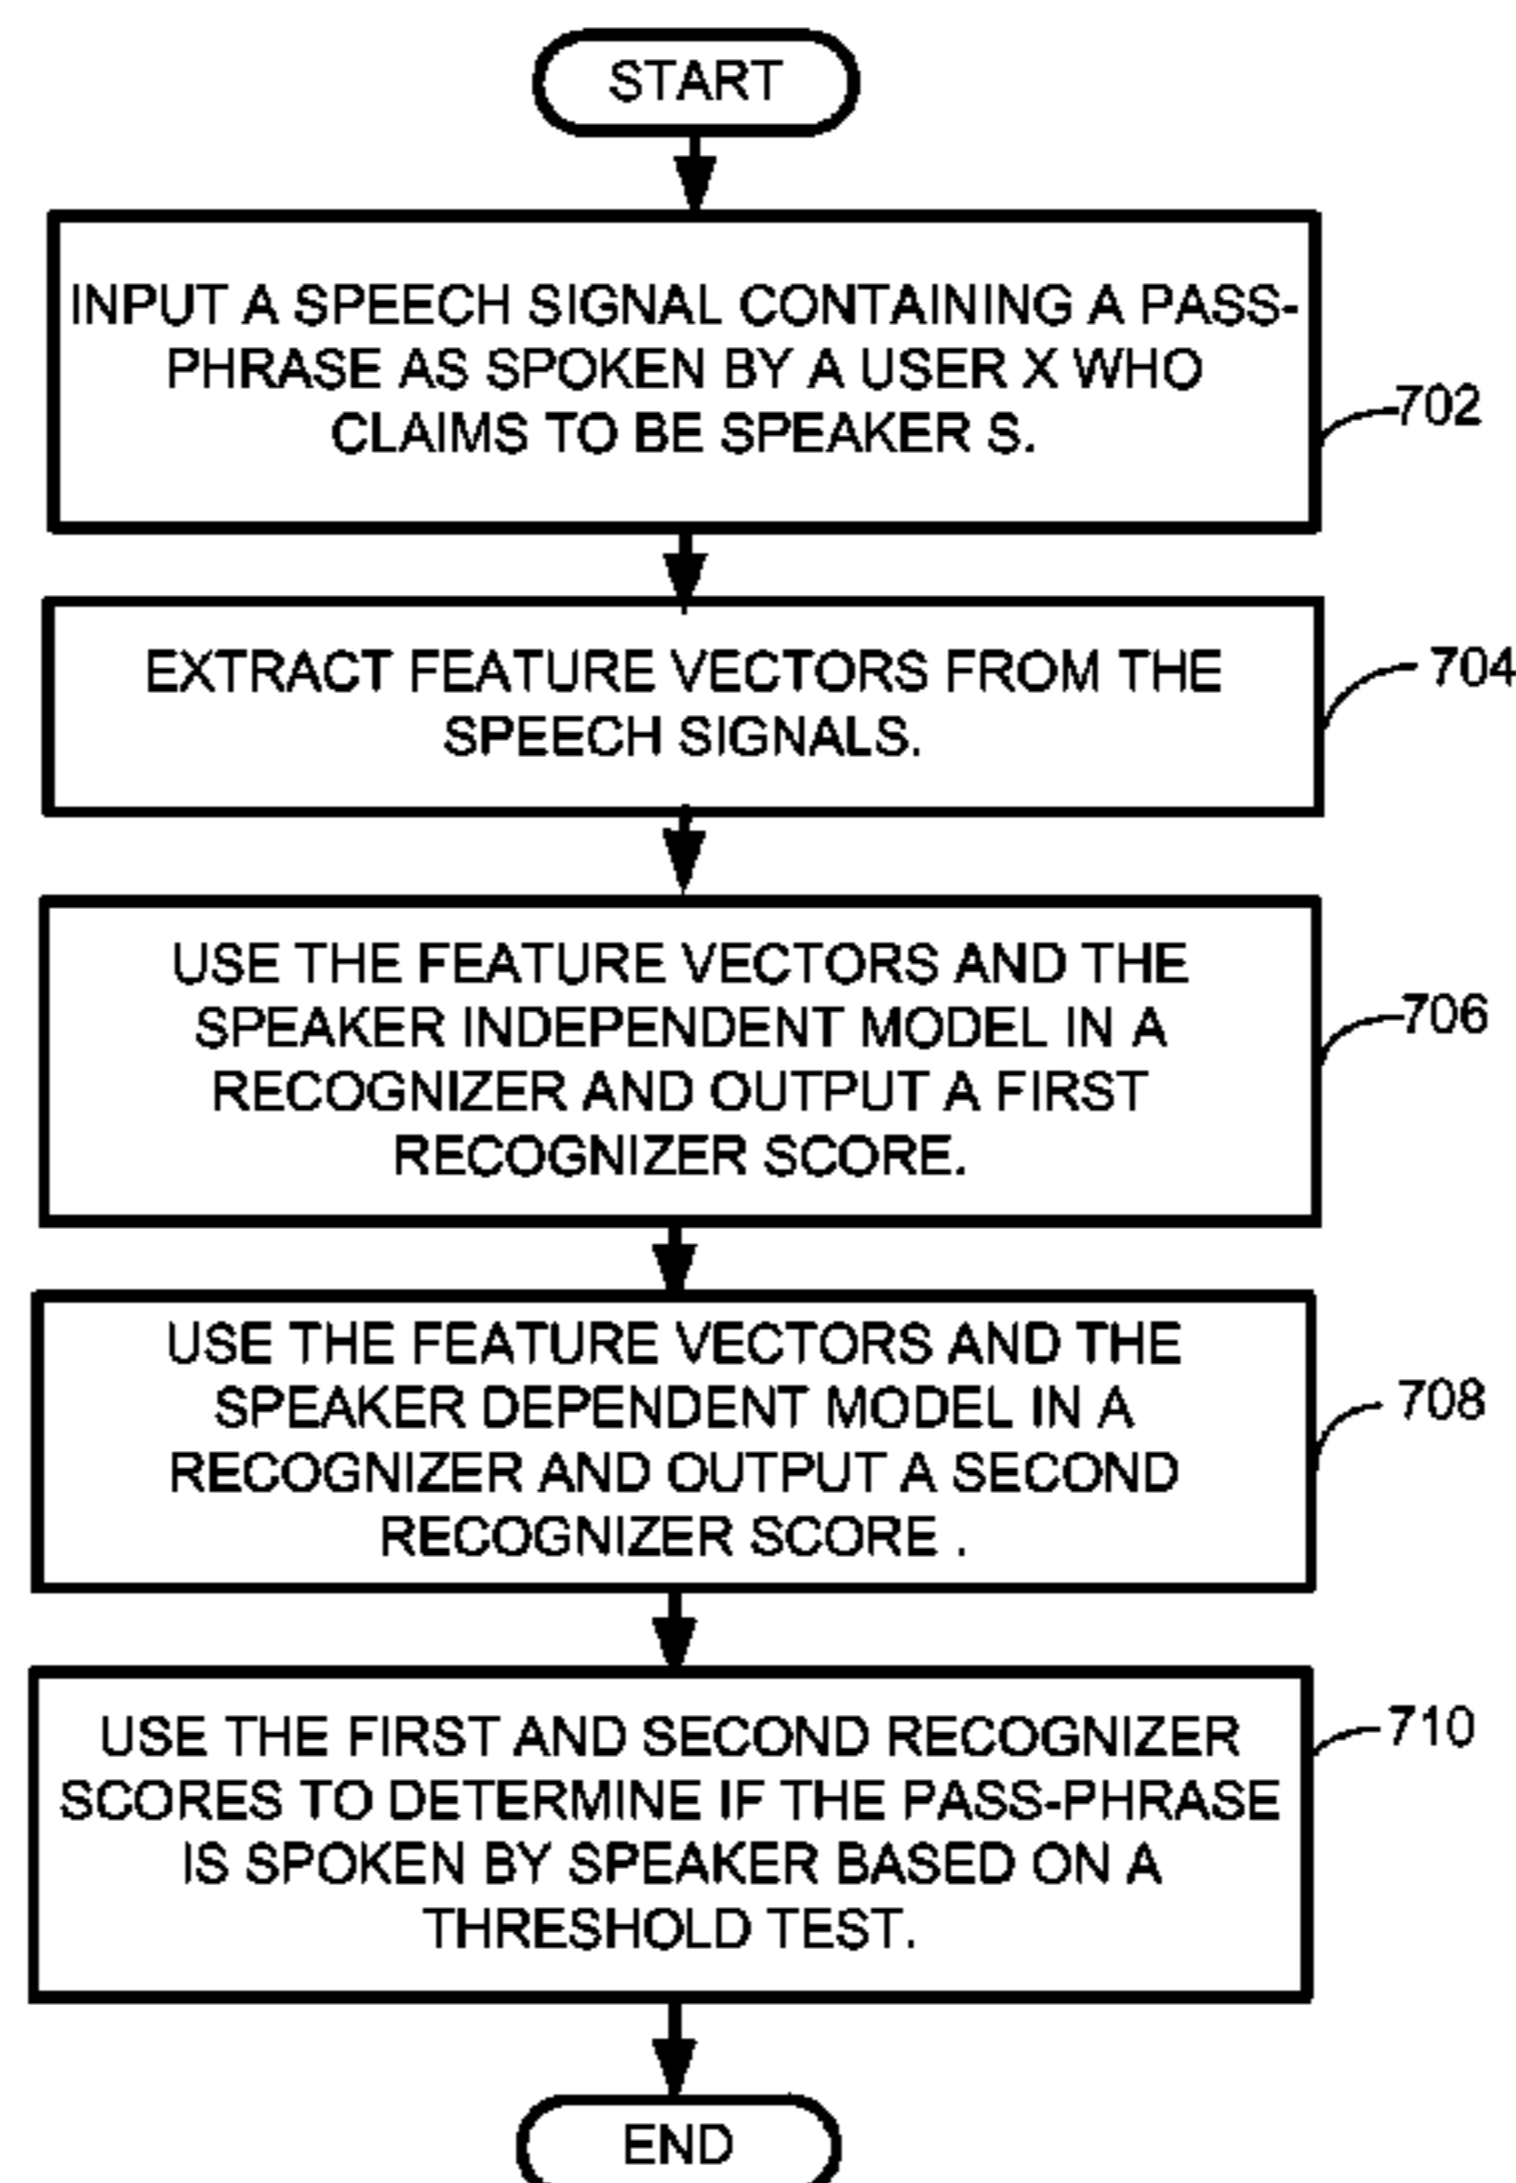 START
INPUT A SPEECH SIGNAL CONTAINING A PASS-
PHRASE AS SPOKEN BY A USER X WHO
CLAIMS TO BE SPEAKER S.
702
EXTRACT FEATURE VECTORS FROM THE
SPEECH SIGNALS.
704
USE THE FEATURE VECTORS AND THE
SPEAKER INDEPENDENT MODEL IN A
RECOGNIZER AND OUTPUT A FIRST
RECOGNIZER SCORE.
706
USE THE FEATURE VECTORS AND THE
SPEAKER DEPENDENT MODEL IN A
RECOGNIZER AND OUTPUT A SECOND
RECOGNIZER SCORE .
708
USE THE FIRST AND SECOND RECOGNIZER
SCORES TO DETERMINE IF THE PASS-PHRASE
IS SPOKEN BY SPEAKER BASED ON A
THRESHOLD TEST.
710
END